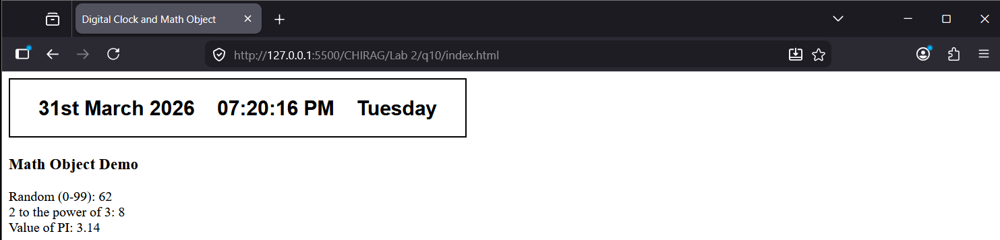 Digital Clock and Math Object
http://127.0.0.1:5500/CHIRAG/Lab 2/q10/index.html
31st March 2026 07:20:16 PM Tuesday
Math Object Demo
Random (0-99): 62
2 to the power of 3: 8
Value of PI: 3.14